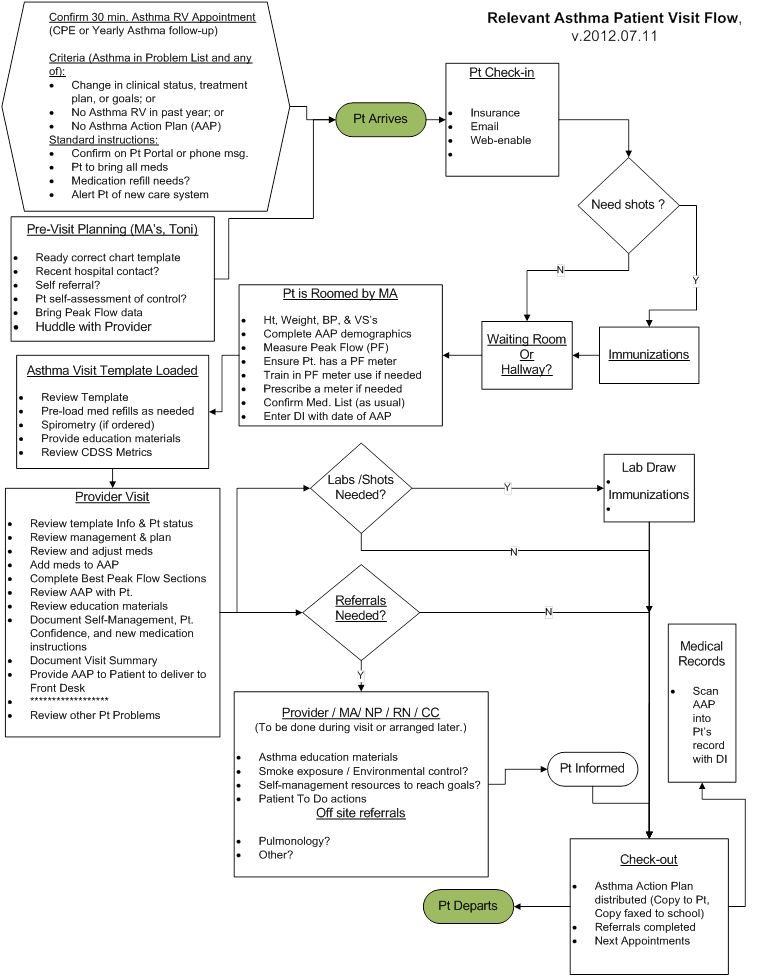 Relevant Asthma Patient Visit Flow,
v.2012.07.11
Confirm 30 min. Asthma RV Appointment
(CPE or Yearly Asthma follow-up)
Criteria (Asthma in Problem List and any
of):
• Change in clinical status, treatment
plan, or goals; or
• No Asthma RV in past year; or
• No Asthma Action Plan (AAP)
Standard instructions:
• Confirm on Pt Portal or phone msg.
• Pt to bring all meds
• Medication refill needs?
• Alert Pt of new care system
Pt Arrives
Pt Check-in
• Insurance
• Email
• Web-enable
•
Need shots ?
N
Y
Pre-Visit Planning (MA's, Toni)
• Ready correct chart template
• Recent hospital contact?
• Self referral?
• Pt self-assessment of control?
• Bring Peak Flow data
• Huddle with Provider
Immunizations
Waiting Room
Or
Hallway?
Pt is Roomed by MA
• Ht, Weight, BP, & VS's
• Complete AAP demographics
• Measure Peak Flow (PF)
• Ensure Pt. has a PF meter
• Train in PF meter use if needed
• Prescribe a meter if needed
• Confirm Med. List (as usual)
• Enter DI with date of AAP
Asthma Visit Template Loaded
• Review Template
• Pre-load med refills as needed
• Spirometry (if ordered)
• Provide education materials
• Review CDSS Metrics
Provider Visit
• Review template Info & Pt status
• Review management & plan
• Review and adjust meds
• Add meds to AAP
• Complete Best Peak Flow Sections
• Review AAP with Pt.
• Review education materials
• Document Self-Management, Pt.
Confidence, and new medication
instructions
• Document Visit Summary
• Provide AAP to Patient to deliver to
Front Desk
• *****************
• Review other Pt Problems
Labs /Shots
Needed?
Y
N
Lab Draw
•
Immunizations
•
Referrals
Needed?
N
Y
Provider / MA/ NP / RN / CC
(To be done during visit or arranged later.)
• Asthma education materials
• Smoke exposure / Environmental control?
• Self-management resources to reach goals?
• Patient To Do actions
Off site referrals
• Pulmonology?
• Other?
Pt Informed
Medical
Records
• Scan
AAP
into
Pt's
record
with DI
Check-out
• Asthma Action Plan
distributed (Copy to Pt,
Copy faxed to school)
• Referrals completed
• Next Appointments
Pt Departs